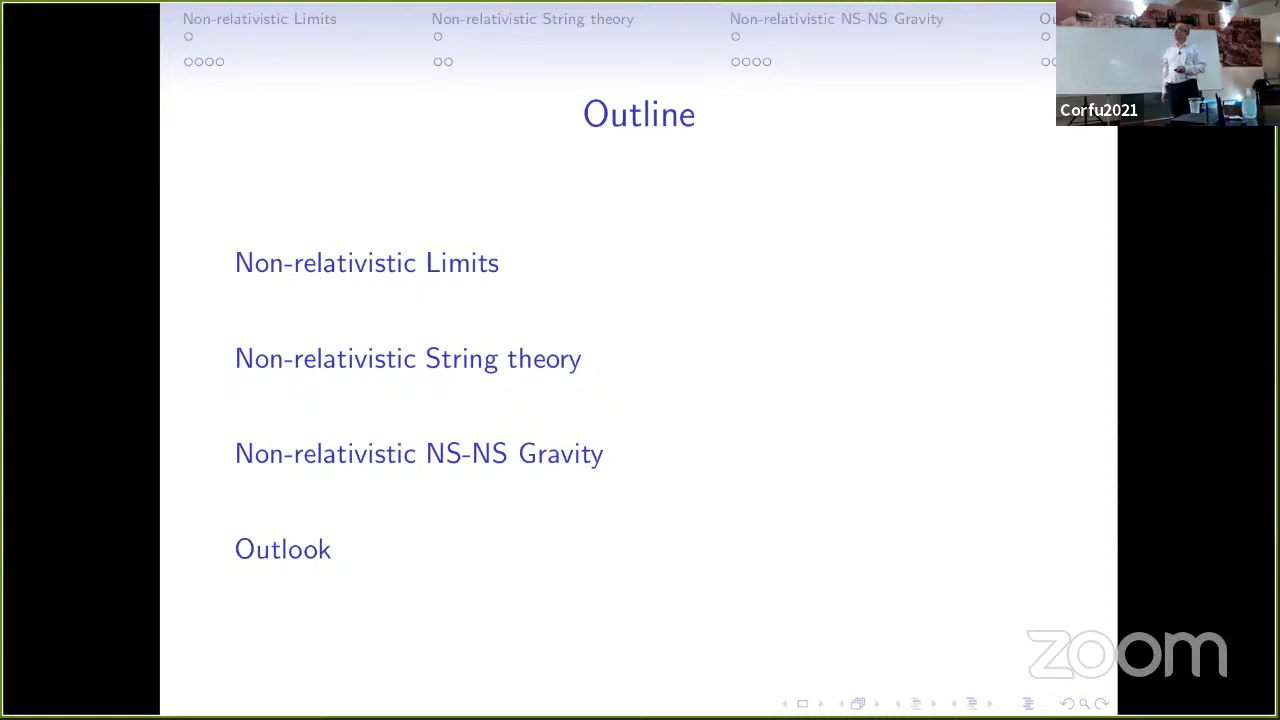 Non-relativistic Limits Non-relativistic String theory Non-relativistic NS-NS Gravity
Corfu2021
Outline
Non-relativistic Limits
Non-relativistic String theory
Non-relativistic NS-NS Gravity
Outlook
zoom